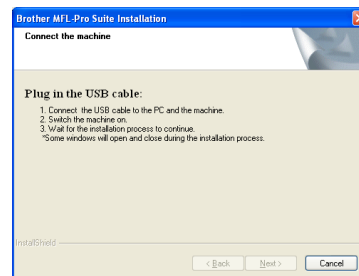 Brother MFL-Pro Suite Installation
Connect the machine
Plug in the USB cable:
1. Connect the USB cable to the PC and the machine.
2. Switch the machine on.
3. Wait for the installation process to continue.
*Some windows will open and close during the installation process.
InstallShield
< Back Next > Cancel